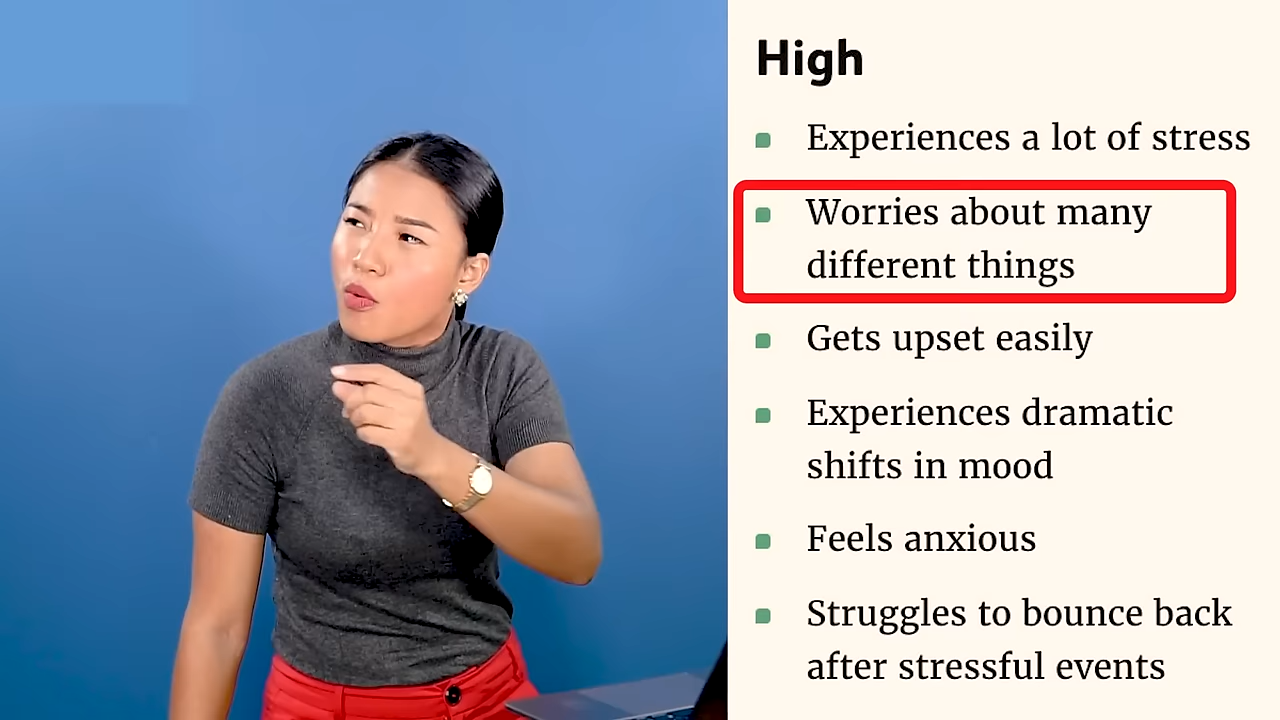 High
Experiences a lot of stress
Worries about many
different things
Gets upset easily
Experiences dramatic
shifts in mood
Feels anxious
Struggles to bounce back
after stressful events